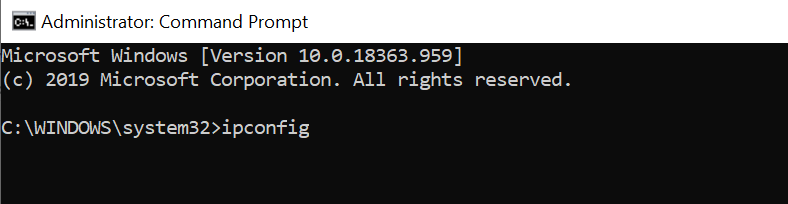 Administrator: Command Prompt
Microsoft Windows [Version 10.0.18363.959]
(c) 2019 Microsoft Corporation. All rights reserved.
C:\WINDOWS\system32>ipconfig